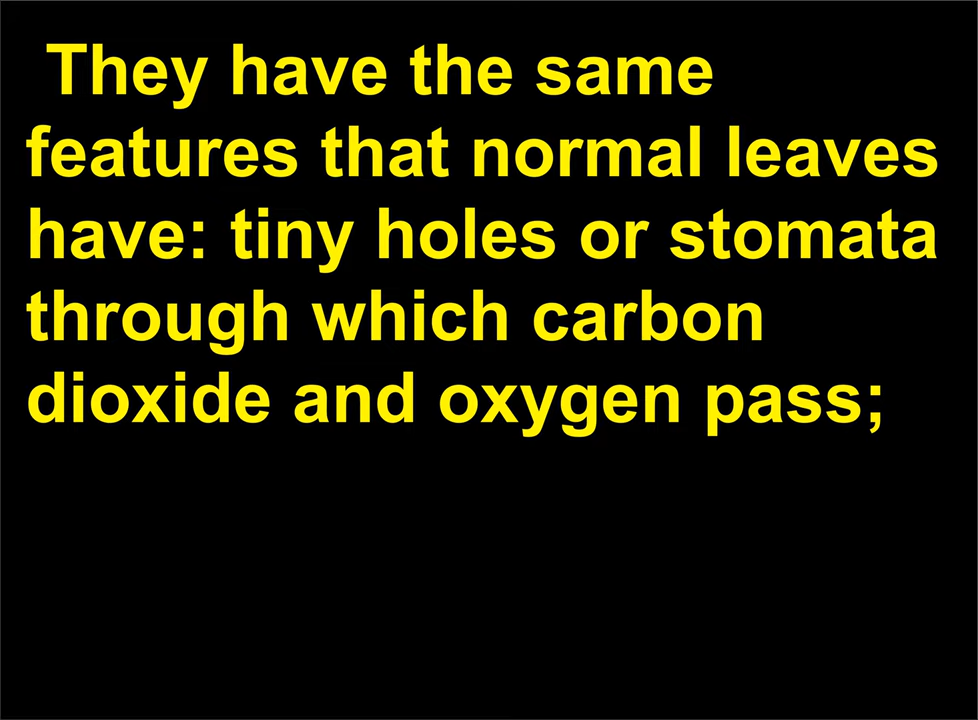 They have the same
features that normal leaves
have: tiny holes or stomata
through which carbon
dioxide and oxygen pass;